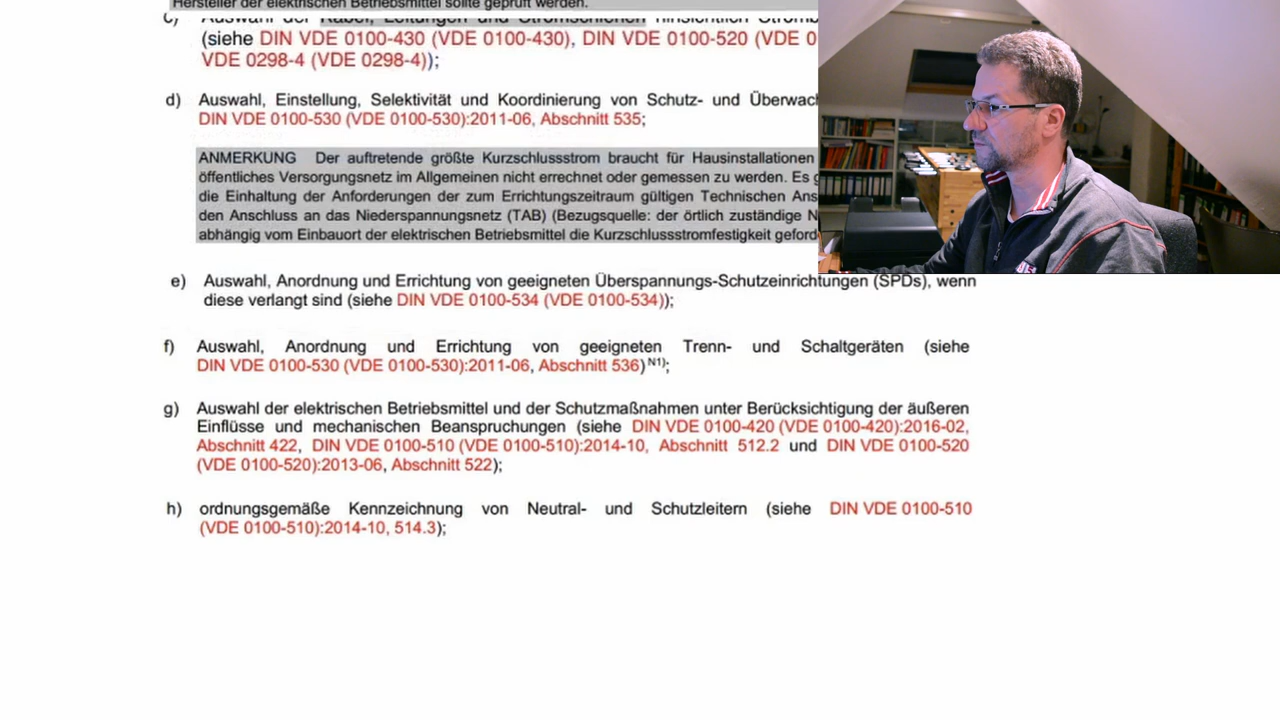 Hersteller der elektrischen Betriebsmittel sollte geprüft werden.
c) Auswahl der Kabel, Leitungen und Stromschienen hinsichtlich
(siehe DIN VDE 0100-430 (VDE 0100-430), DIN VDE 0100-520 (VDE 0
VDE 0298-4 (VDE 0298-4));
d) Auswahl, Einstellung, Selektivität und Koordinierung von Schutz- und Überwach
DIN VDE 0100-530 (VDE 0100-530):2011-06, Abschnitt 535;
ANMERKUNG Der auftretende größte Kurzschlussstrom braucht für Hausinstallationen
öffentliches Versorgungsnetz im Allgemeinen nicht errechnet oder gemessen zu werden. Es g
die Einhaltung der Anforderungen der zum Errichtungszeitraum gültigen Technischen Ans
den Anschluss an das Niederspannungsnetz (TAB) (Bezugsquelle: der örtlich zuständige N
abhängig vom Einbauort der elektrischen Betriebsmittel die Kurzschlussstromfestigkeit geford
e) Auswahl, Anordnung und Errichtung von geeigneten Überspannungs-Schutzeinrichtungen (SPDs), wenn
diese verlangt sind (siehe DIN VDE 0100-534 (VDE 0100-534));
f) Auswahl, Anordnung und Errichtung von geeigneten Trenn- und Schaltgeräten (siehe
DIN VDE 0100-530 (VDE 0100-530):2011-06, Abschnitt 536)N1);
g) Auswahl der elektrischen Betriebsmittel und der Schutzmaßnahmen unter Berücksichtigung der äußeren
Einflüsse und mechanischen Beanspruchungen (siehe DIN VDE 0100-420 (VDE 0100-420):2016-02,
Abschnitt 422, DIN VDE 0100-510 (VDE 0100-510):2014-10, Abschnitt 512.2 und DIN VDE 0100-520
(VDE 0100-520):2013-06, Abschnitt 522);
h) ordnungsgemäße Kennzeichnung von Neutral- und Schutzleitern (siehe DIN VDE 0100-510
(VDE 0100-510):2014-10, 514.3);